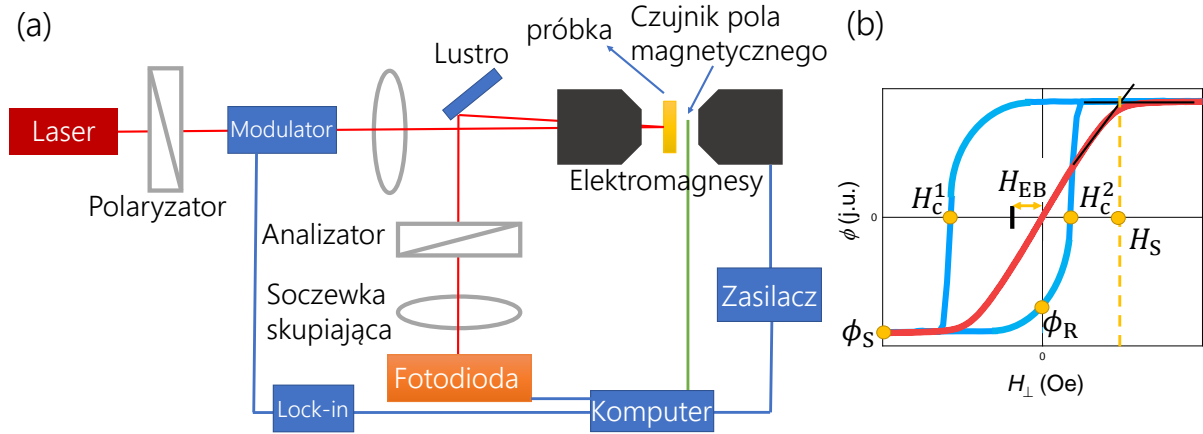 (a)
Laser
Polaryzator
Modulator
Lustro
próbka
Czujnik pola
magnetycznego
Elektromagnesy
Analizator
Soczewka
skupiająca
Fotodioda
Lock-in
Komputer
Zasilacz
(b)
ϕ (j.u.)
0
H_c^1
H_EB
H_c^2
H_S
ϕ_S
ϕ_R
0
H_⊥ (Oe)